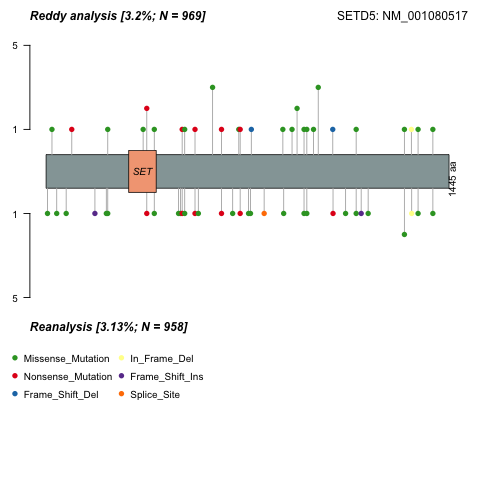 Reddy analysis [3.2%; N = 969]
SETD5: NM_001080517
5
1
SET
1445 aa
1
5
Reanalysis [3.13%; N = 958]
Missense_Mutation
In_Frame_Del
Nonsense_Mutation
Frame_Shift_Ins
Frame_Shift_Del
Splice_Site